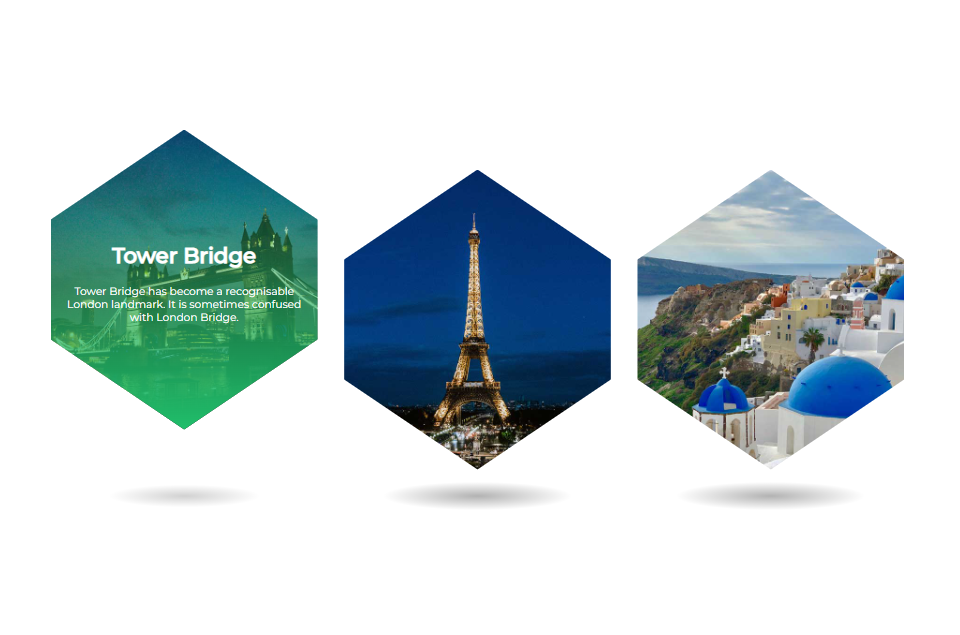 Tower Bridge
Tower Bridge has become a recognisable
London landmark. It is sometimes confused
with London Bridge.